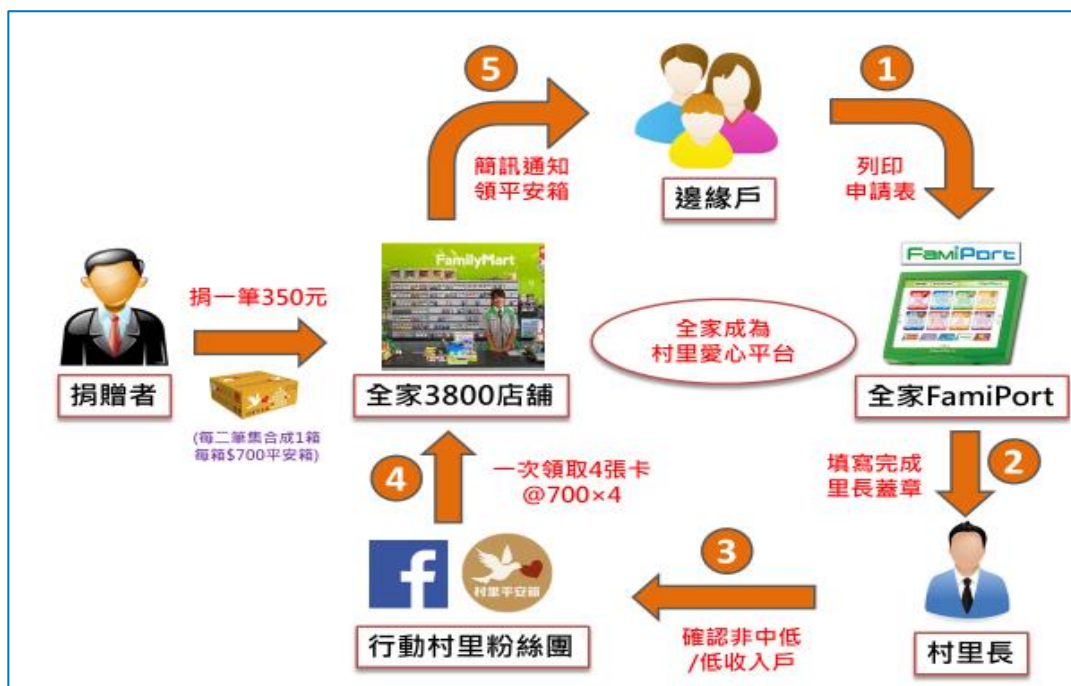 5
1
簡訊通知
領平安箱
邊緣戶
列印
申請表
FamilyMart
FamiPort
捐一筆350元
全家成為
村里愛心平台
捐贈者
全家3800店舖
全家FamiPort
(每二筆集合成1箱
每箱$700平安箱)
4
一次領取4張卡
@700×4
填寫完成
里長蓋章
2
3
f
村里平安箱
行動村里粉絲團
確認非中低
/低收入戶
村里長